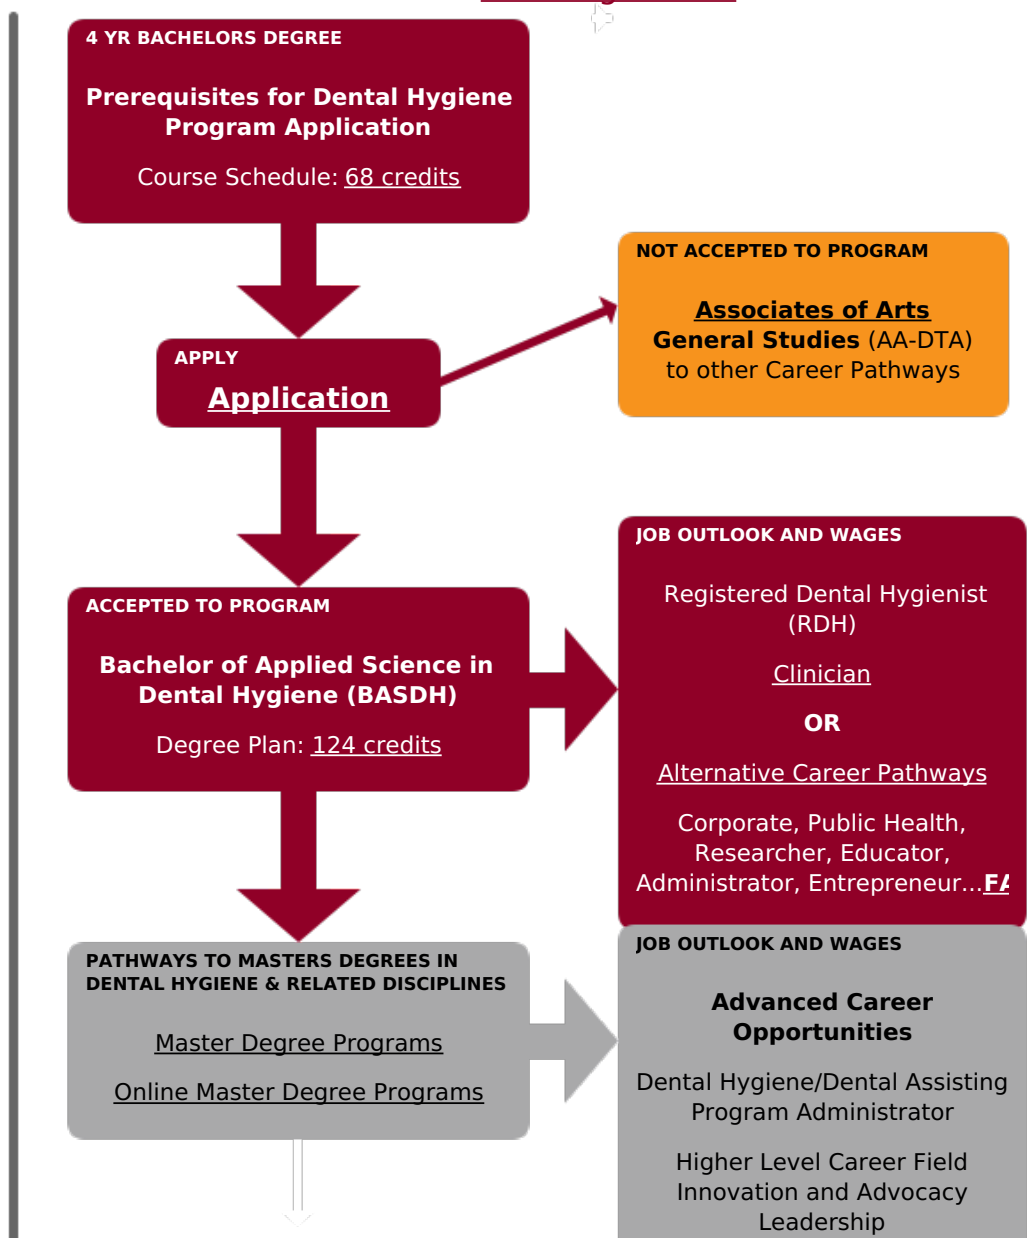 4 YR BACHELORS DEGREE
Prerequisites for Dental Hygiene
Program Application
Course Schedule: 68 credits
NOT ACCEPTED TO PROGRAM
Associates of Arts
General Studies (AA-DTA)
to other Career Pathways
APPLY
Application
ACCEPTED TO PROGRAM
Bachelor of Applied Science in
Dental Hygiene (BASDH)
Degree Plan: 124 credits
JOB OUTLOOK AND WAGES
Registered Dental Hygienist
(RDH)
Clinician
OR
Alternative Career Pathways
Corporate, Public Health,
Researcher, Educator,
Administrator, Entrepreneur...
PATHWAYS TO MASTERS DEGREES IN
DENTAL HYGIENE & RELATED DISCIPLINES
Master Degree Programs
Online Master Degree Programs
JOB OUTLOOK AND WAGES
Advanced Career
Opportunities
Dental Hygiene/Dental Assisting
Program Administrator
Higher Level Career Field
Innovation and Advocacy
Leadership